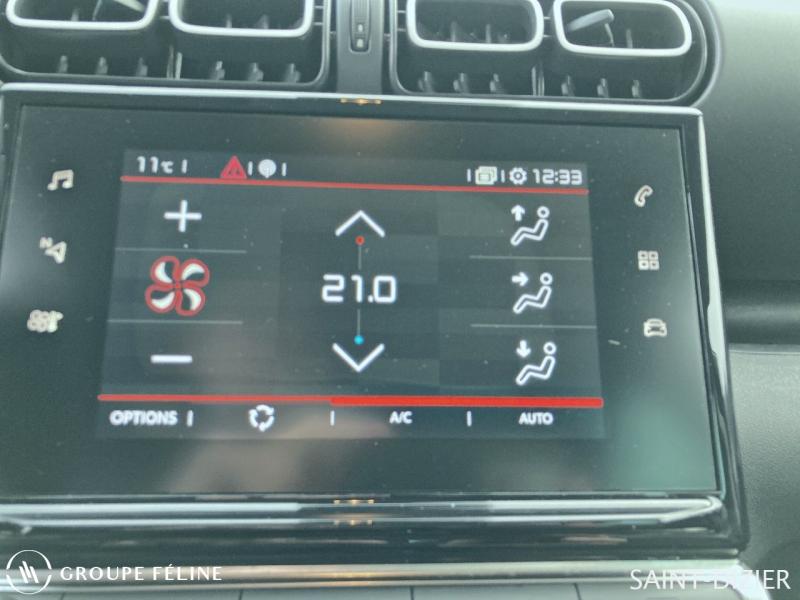 11°C 12:33
N
21.0
OPTIONS A/C AUTO
GROUPE FÉLINE SAINT-DIZIER